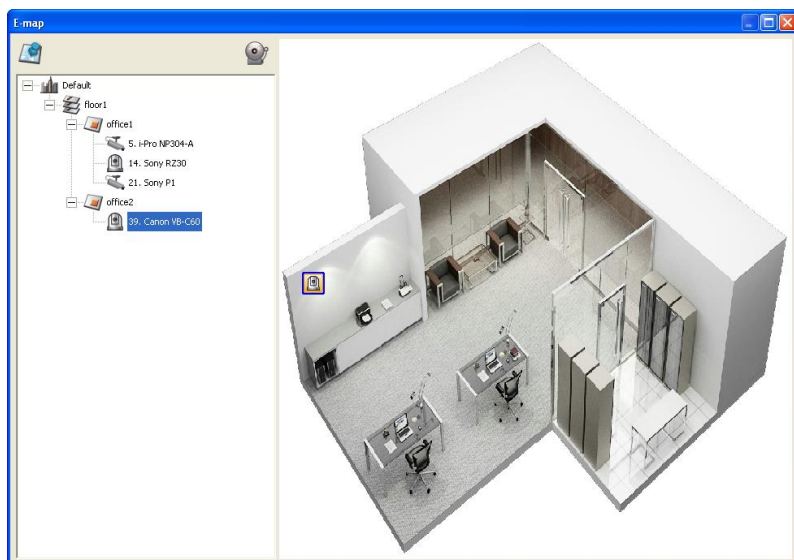 E-map
Default
floor1
office1
5. i-Pro NP304-A
14. Sony RZ30
21. Sony P1
office2
39. Canon VB-C60